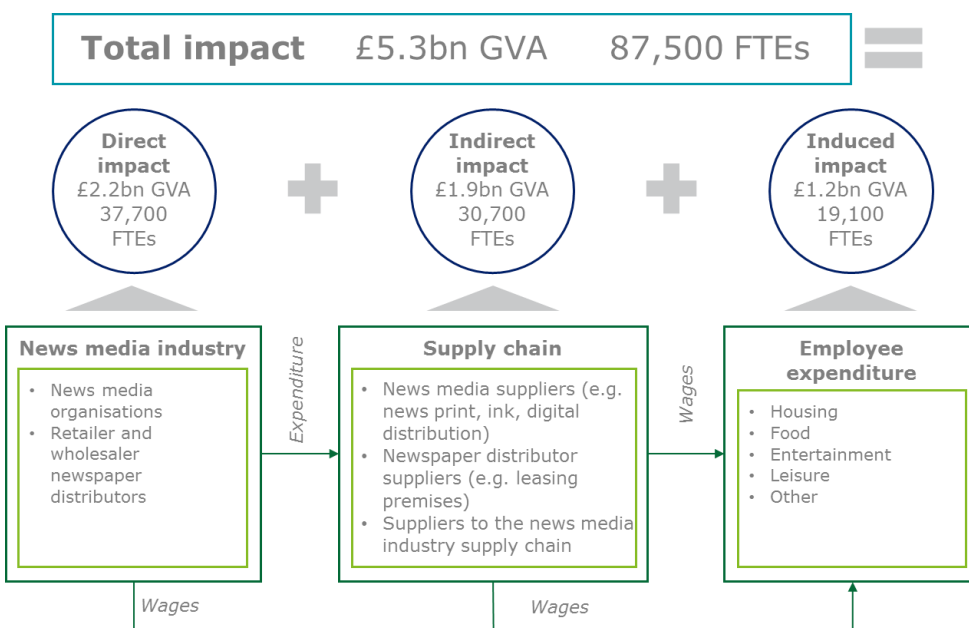 Total impact £5.3bn GVA 87,500 FTEs
Direct
impact
£2.2bn GVA
37,700
FTEs
Indirect
impact
£1.9bn GVA
30,700
FTEs
Induced
impact
£1.2bn GVA
19,100
FTEs
News media industry
• News media
organisations
• Retailer and
wholesaler
newspaper
distributors
Expenditure
Supply chain
• News media suppliers (e.g.
news print, ink, digital
distribution)
• Newspaper distributor
suppliers (e.g. leasing
premises)
• Suppliers to the news media
industry supply chain
Wages
Employee
expenditure
• Housing
• Food
• Entertainment
• Leisure
• Other
Wages
Wages